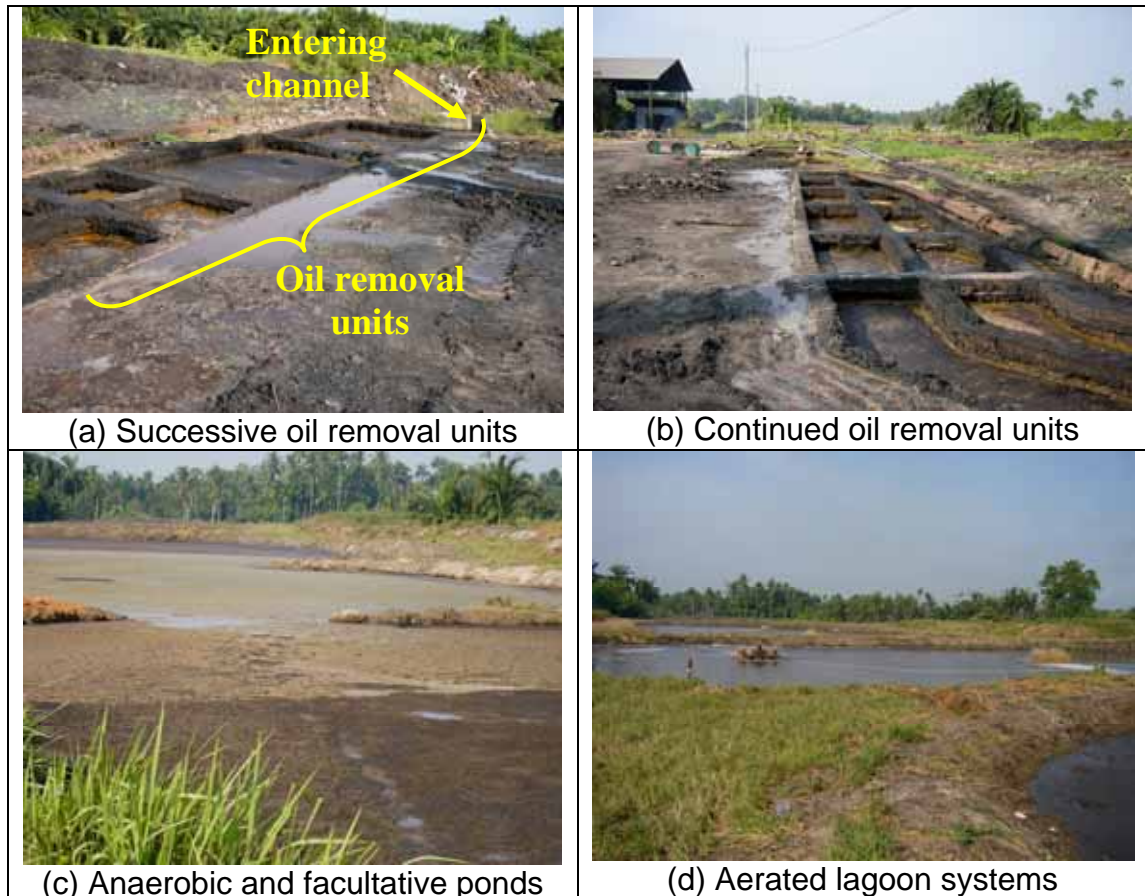 Entering
channel
Oil removal
units
(a) Successive oil removal units
(b) Continued oil removal units
(c) Anaerobic and facultative ponds
(d) Aerated lagoon systems